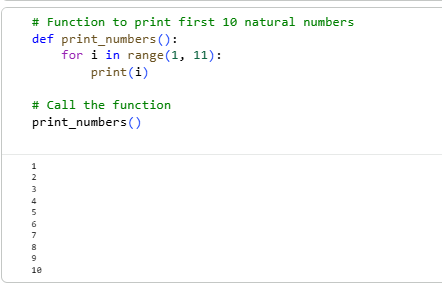 # Function to print first 10 natural numbers
def print_numbers():
    for i in range(1, 11):
        print(i)
# Call the function
print_numbers()
1
2
3
4
5
6
7
8
9
10